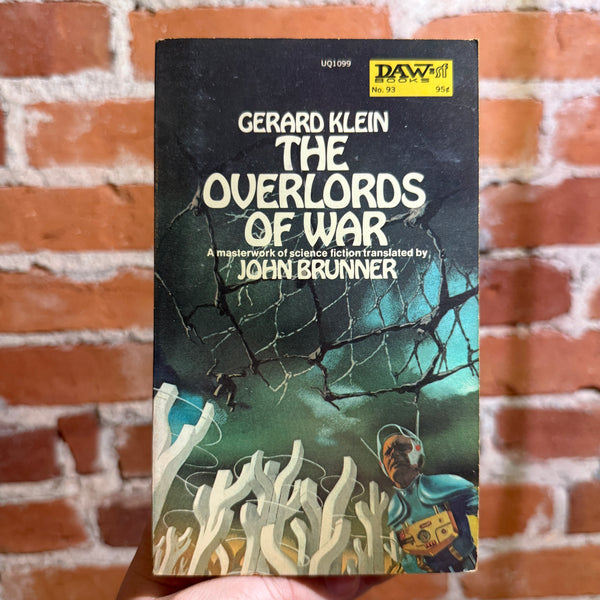 UQ1099
DAW=sf
BOOKS
No. 93 95¢
GERARD KLEIN
THE
OVERLORDS
OF WAR
A masterwork of science fiction translated by
JOHN BRUNNER